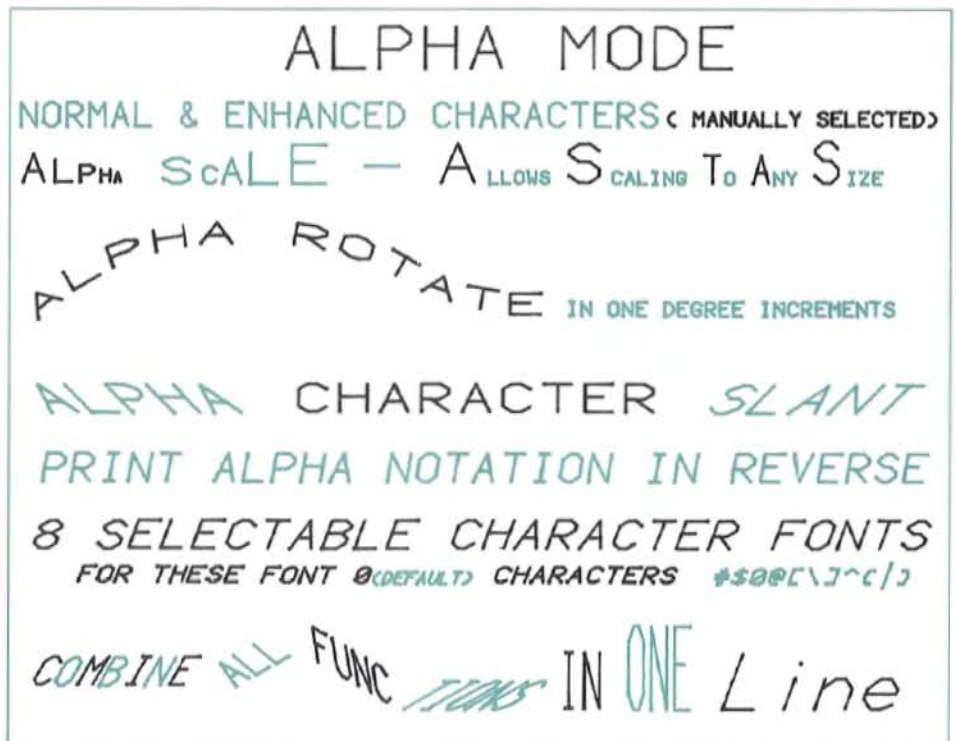 ALPHA MODE
NORMAL & ENHANCED CHARACTERS ( MANUALLY SELECTED)
ALPHA SCALE - ALLOWS SCALING TO ANY SIZE
ALPHA ROTATE IN ONE DEGREE INCREMENTS
ALPHA CHARACTER SLANT
PRINT ALPHA NOTATION IN REVERSE
8 SELECTABLE CHARACTER FONTS
FOR THESE FONT 0(DEFAULT) CHARACTERS #$0@[\]^{|}
COMBINE ALL FUNCTIONS IN ONE Line